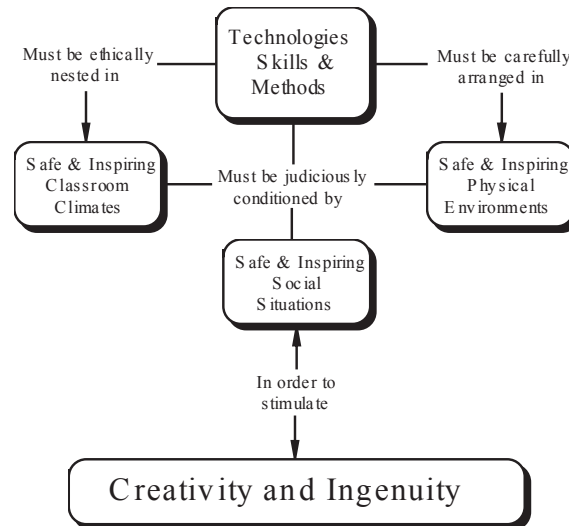 Technologies
Skills &
Methods
Must be ethically
nested in
Must be carefully
arranged in
Safe & Inspiring
Classroom
Climates
Must be judiciously
conditioned by
Safe & Inspiring
Physical
Environments
Safe & Inspiring
Social
Situations
In order to
stimulate
Creativity and Ingenuity